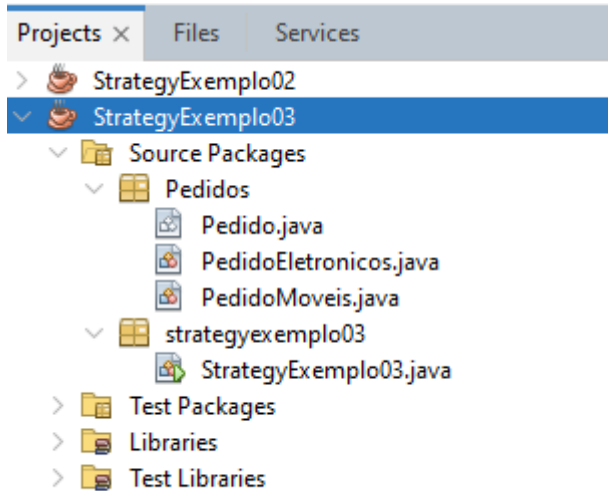 Projects × Files Services
StrategyExemplo02
StrategyExemplo03
Source Packages
Pedidos
Pedido.java
PedidoEletronicos.java
PedidoMoveis.java
strategyexemplo03
StrategyExemplo03.java
Test Packages
Libraries
Test Libraries